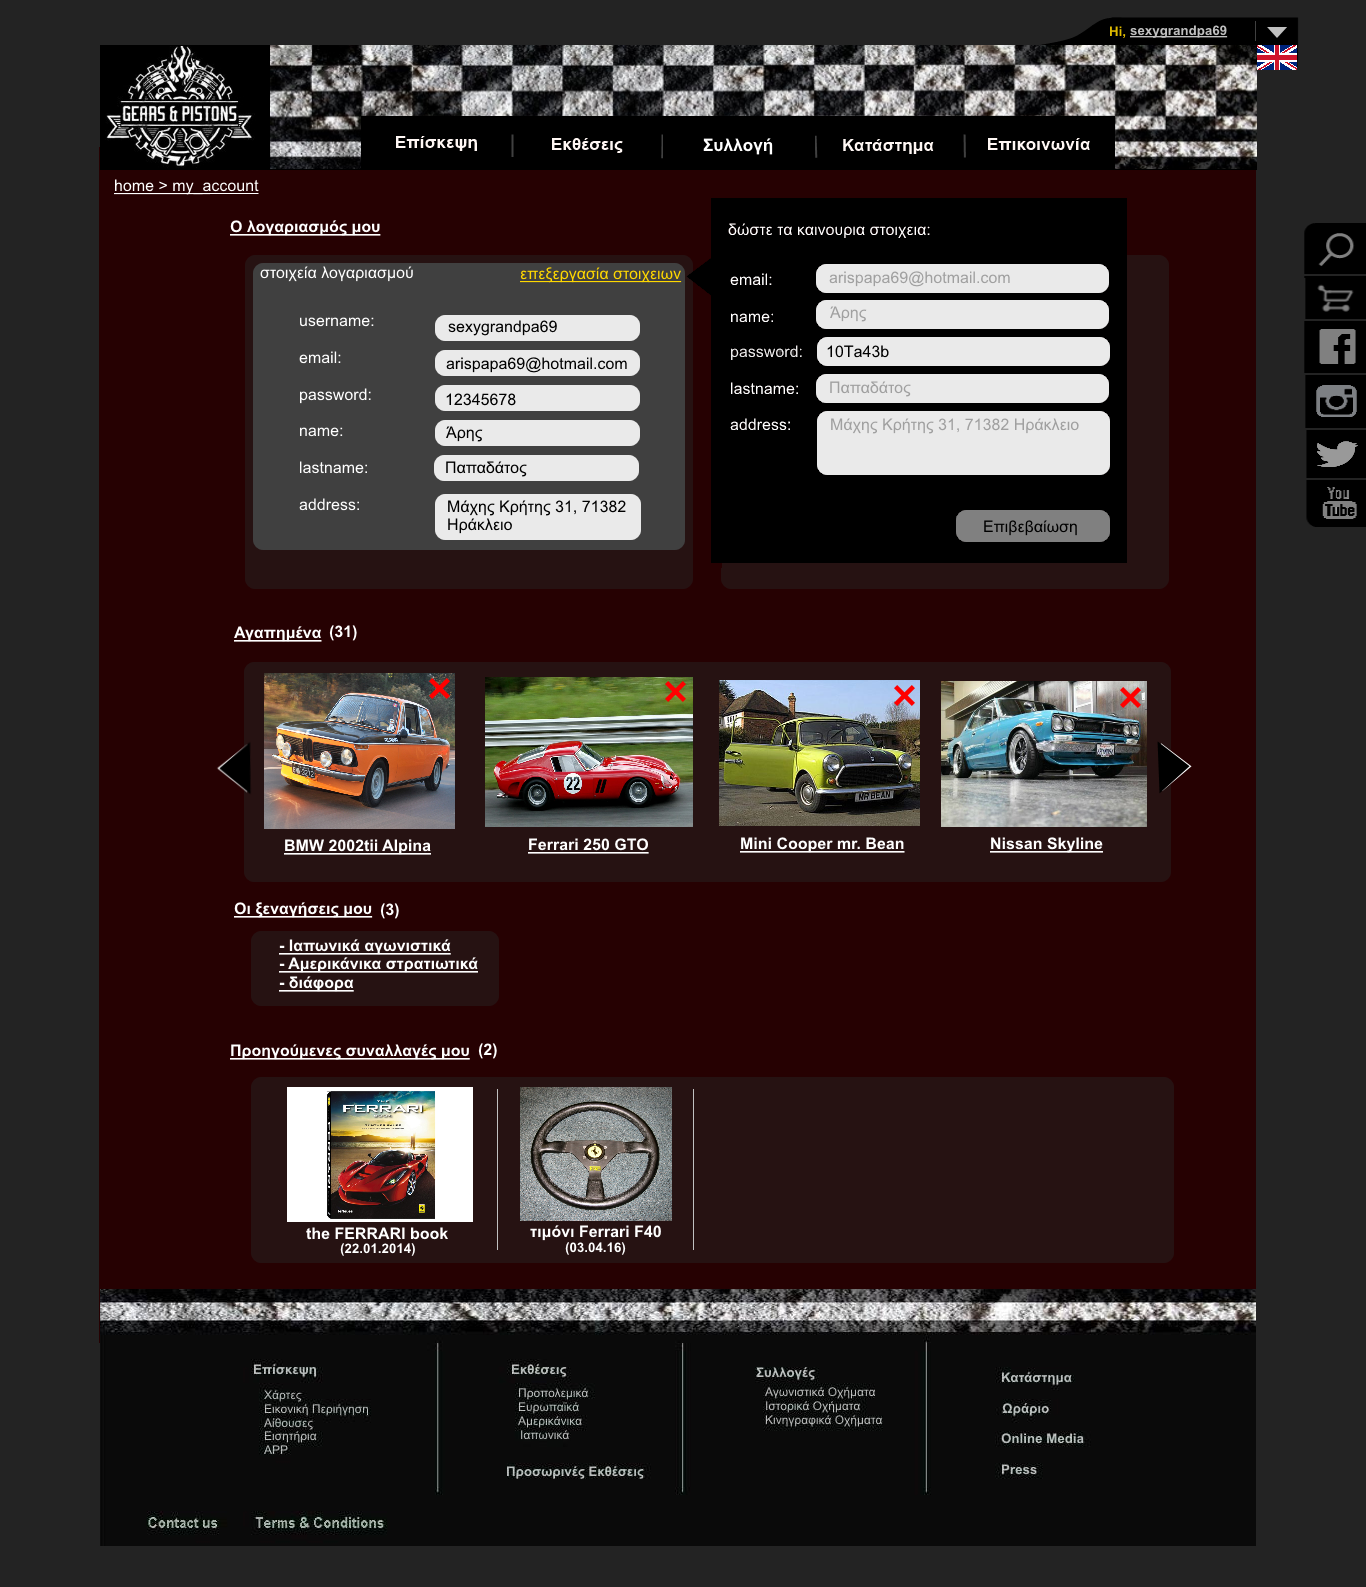 Hi, sexygrandpa69
GEARS & PISTONS
Επίσκεψη
Εκθέσεις
Συλλογή
Κατάστημα
Επικοινωνία
home > my_account
Ο λογαριασμός μου
στοιχεία λογαριασμού
επεξεργασία στοιχειων
username:
sexygrandpa69
email:
arispapa69@hotmail.com
password:
12345678
name:
Άρης
lastname:
Παπαδάτος
address:
Μάχης Κρήτης 31, 71382
Ηράκλειο
δώστε τα καινουρια στοιχεια:
email:
arispapa69@hotmail.com
name:
Άρης
password:
10Ta43b
lastname:
Παπαδάτος
address:
Μάχης Κρήτης 31, 71382 Ηράκλειο
Επιβεβαίωση
You
Tube
Αγαπημένα (31)
22
MR BEAN
BMW 2002tii Alpina
Ferrari 250 GTO
Mini Cooper mr. Bean
Nissan Skyline
Οι ξεναγήσεις μου (3)
- Ιαπωνικά αγωνιστικά
- Αμερικάνικα στρατιωτικά
- διάφορα
Προηγούμενες συναλλαγές μου (2)
THE
FERRARI
BOOK
the FERRARI book
(22.01.2014)
τιμόνι Ferrari F40
(03.04.16)
Επίσκεψη
Χάρτες
Εικονική Περιήγηση
Αίθουσες
Εισητήρια
APP
Εκθέσεις
Προπολεμικά
Ευρωπαϊκά
Αμερικάνικα
Ιαπωνικά
Προσωρινές Εκθέσεις
Συλλογές
Αγωνιστικά Οχήματα
Ιστορικά Οχήματα
Κινηγραφικά Οχήματα
Κατάστημα
Ωράριο
Online Media
Press
Contact us
Terms & Conditions